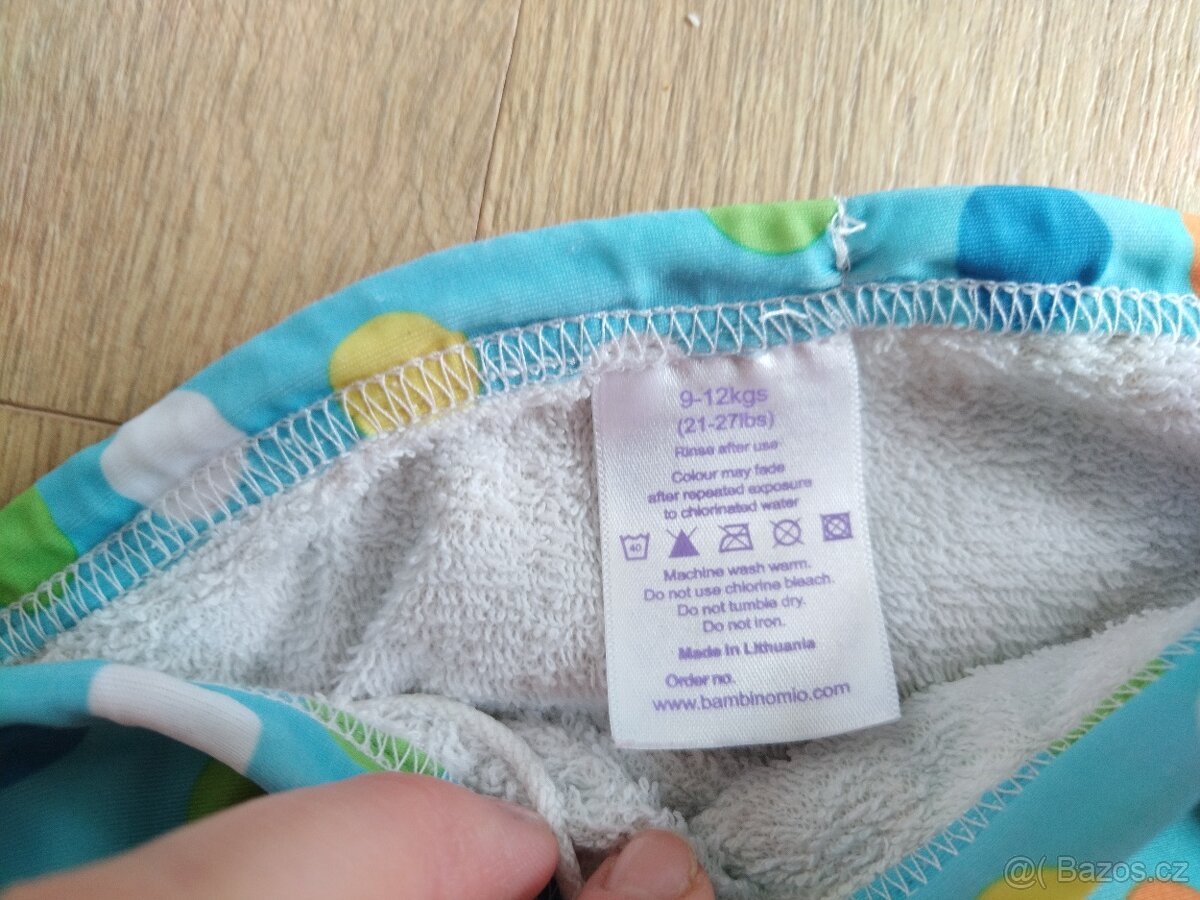 9-12kgs
(21-27lbs)
Rinse after use
Colour may fade
after repeated exposure
to chlorinated water
40
Machine wash warm.
Do not use chlorine bleach.
Do not tumble dry.
Do not iron.
Made in Lithuania
Order no.
www.bambinomio.com
@( Bazos.cz